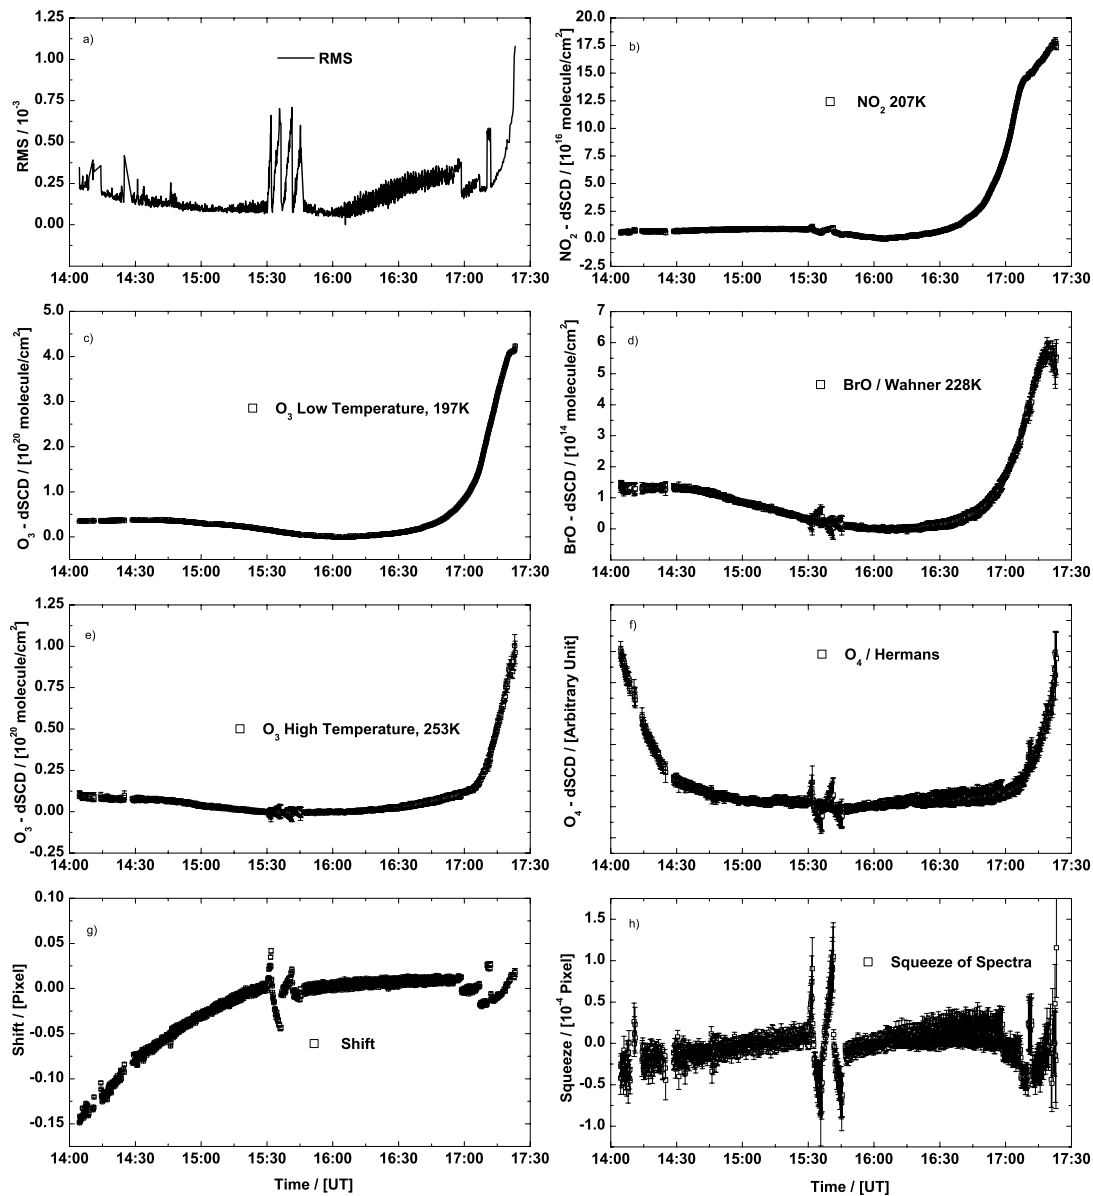 a)
RMS
RMS / 10⁻³
1.25
1.00
0.75
0.50
0.25
0.00
14:00 14:30 15:00 15:30 16:00 16:30 17:00 17:30
b)
NO₂ 207K
NO₂ - dSCD / [10¹⁶ molecule/cm²]
20.0
17.5
15.0
12.5
10.0
7.5
5.0
2.5
0.0
-2.5
14:00 14:30 15:00 15:30 16:00 16:30 17:00 17:30
c)
O₃ Low Temperature, 197K
O₃ - dSCD / [10²⁰ molecule/cm²]
5.0
4.0
3.0
2.0
1.0
0.0
14:00 14:30 15:00 15:30 16:00 16:30 17:00 17:30
d)
BrO / Wahner 228K
BrO - dSCD / [10¹⁴ molecule/cm²]
7
6
5
4
3
2
1
0
14:00 14:30 15:00 15:30 16:00 16:30 17:00 17:30
e)
O₃ High Temperature, 253K
O₃ - dSCD / [10²⁰ molecule/cm²]
1.25
1.00
0.75
0.50
0.25
0.00
-0.25
14:00 14:30 15:00 15:30 16:00 16:30 17:00 17:30
f)
O₄ / Hermans
O₄ - dSCD / [Arbitrary Unit]
14:00 14:30 15:00 15:30 16:00 16:30 17:00 17:30
g)
Shift
Shift / [Pixel]
0.10
0.05
0.00
-0.05
-0.10
-0.15
14:00 14:30 15:00 15:30 16:00 16:30 17:00 17:30
Time / [UT]
h)
Squeeze of Spectra
Squeeze / [10⁻⁴ Pixel]
1.5
1.0
0.5
0.0
-0.5
-1.0
14:00 14:30 15:00 15:30 16:00 16:30 17:00 17:30
Time / [UT]